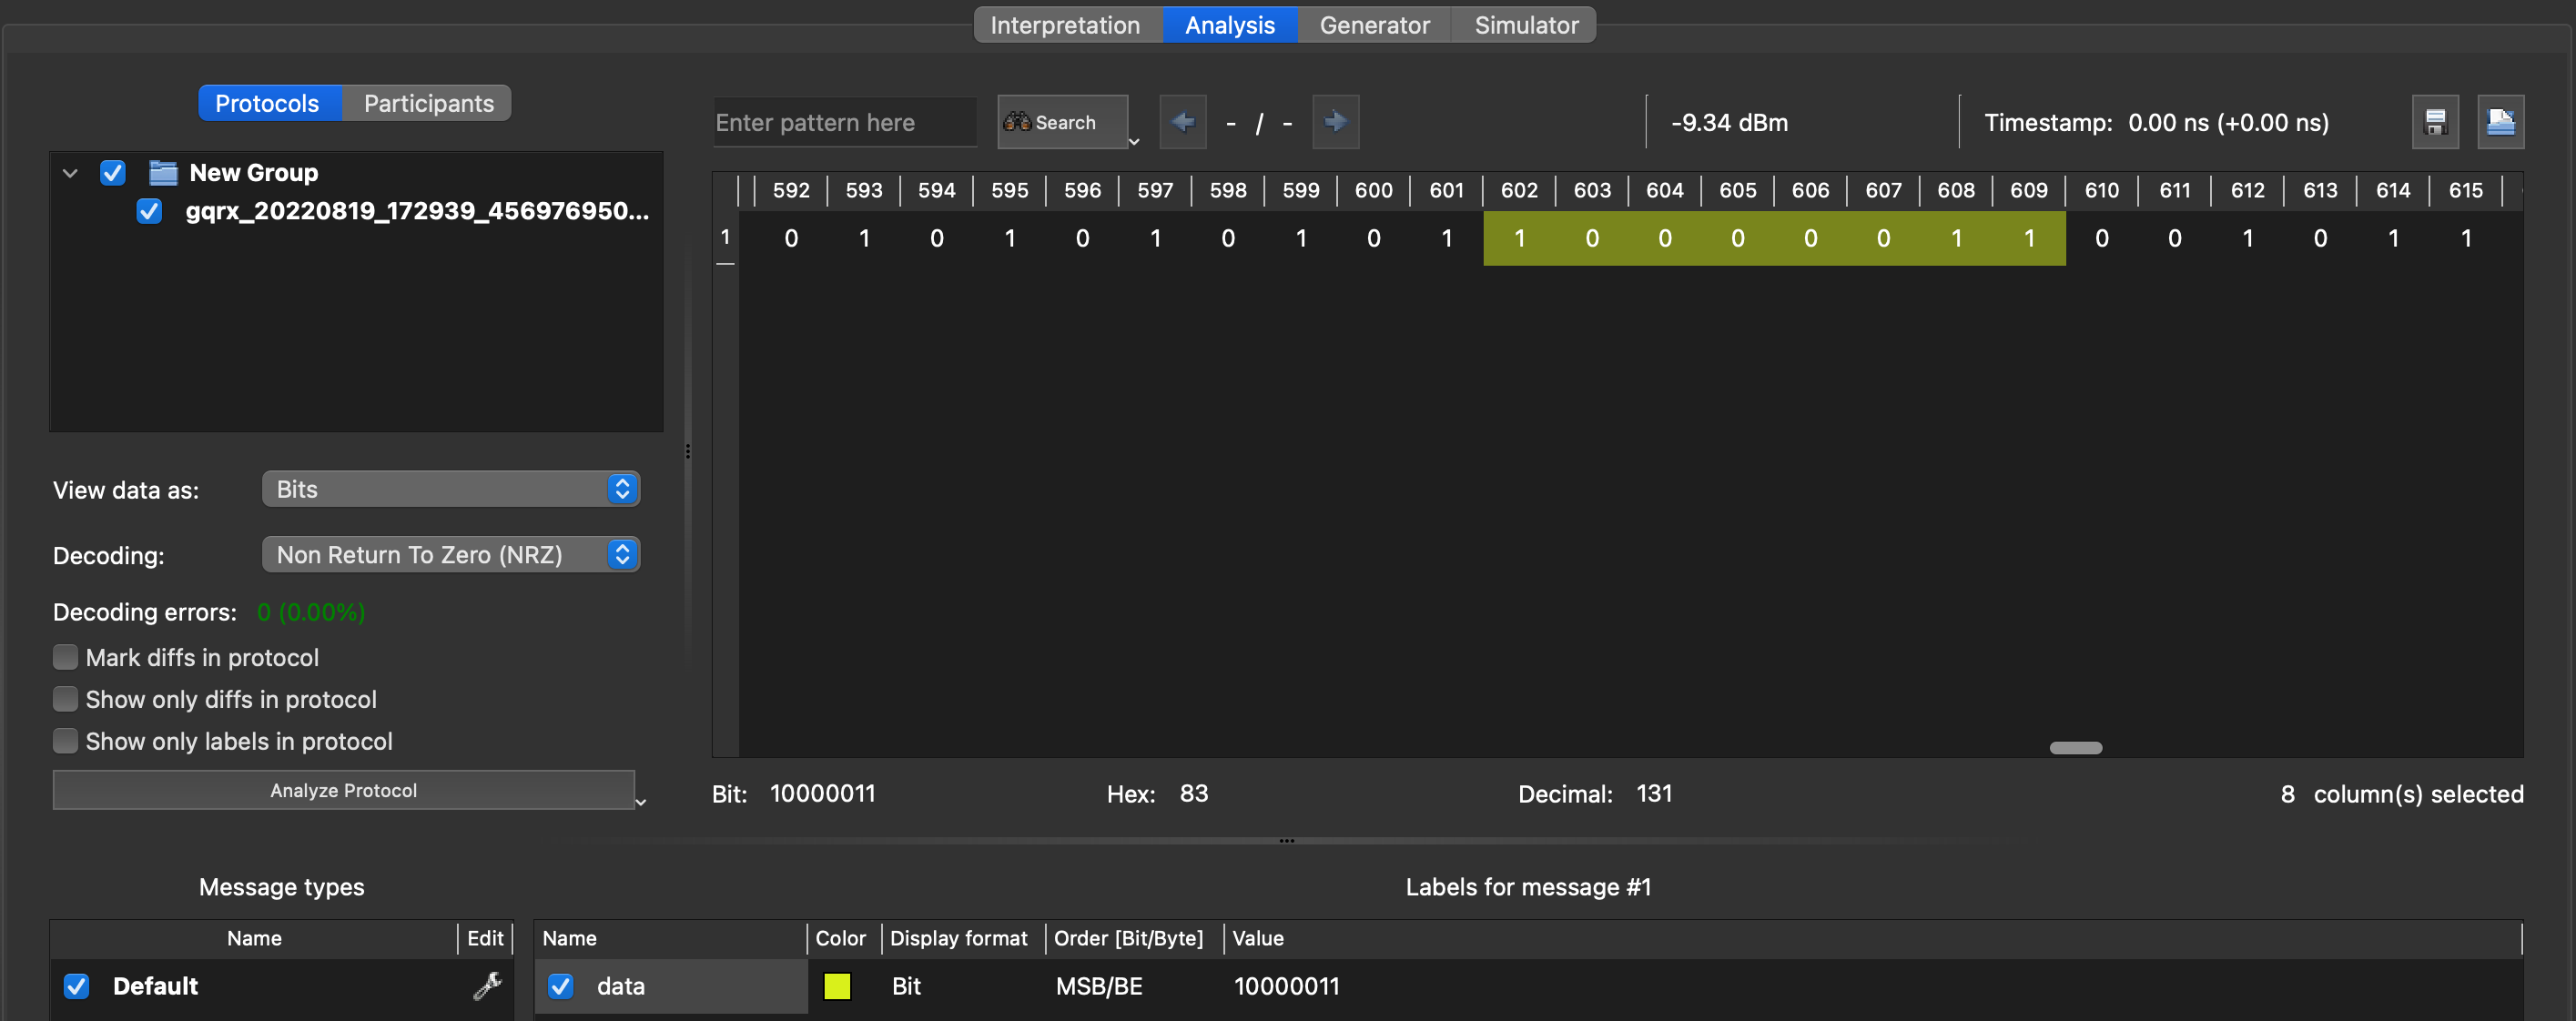 Interpretation Analysis Generator Simulator
Protocols Participants
Enter pattern here Search - / - -9.34 dBm Timestamp: 0.00 ns (+0.00 ns)
New Group
gqrx_20220819_172939_456976950...
592 593 594 595 596 597 598 599 600 601 602 603 604 605 606 607 608 609 610 611 612 613 614 615
1 0 1 0 1 0 1 0 1 0 1 1 0 0 0 0 0 1 1 0 0 1 0 1 1
View data as: Bits
Decoding: Non Return To Zero (NRZ)
Decoding errors: 0 (0.00%)
Mark diffs in protocol
Show only diffs in protocol
Show only labels in protocol
Analyze Protocol
Bit: 10000011 Hex: 83 Decimal: 131 8 column(s) selected
Message types
Labels for message #1
Name Edit
Default
Name Color Display format Order [Bit/Byte] Value
data Bit MSB/BE 10000011